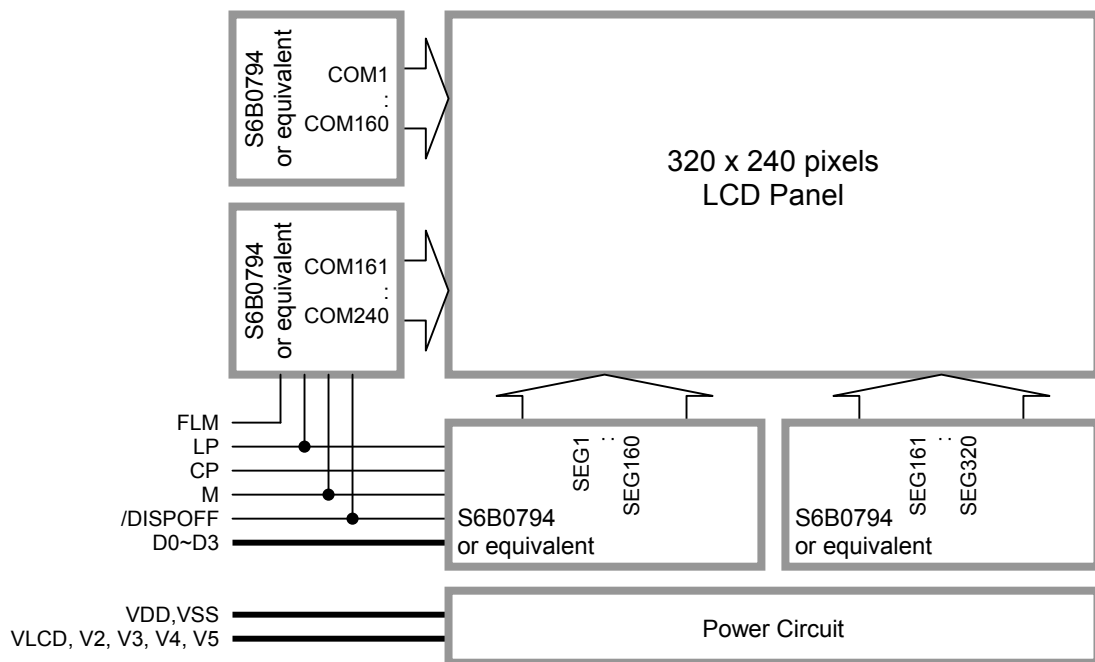 S6B0794
or equivalent
COM1
..
COM160
320 x 240 pixels
LCD Panel
S6B0794
or equivalent
COM161
..
COM240
FLM
LP
CP
M
/DISPOFF
D0~D3
SEG1
..
SEG160
S6B0794
or equivalent
SEG161
..
SEG320
S6B0794
or equivalent
VDD,VSS
VLCD, V2, V3, V4, V5
Power Circuit